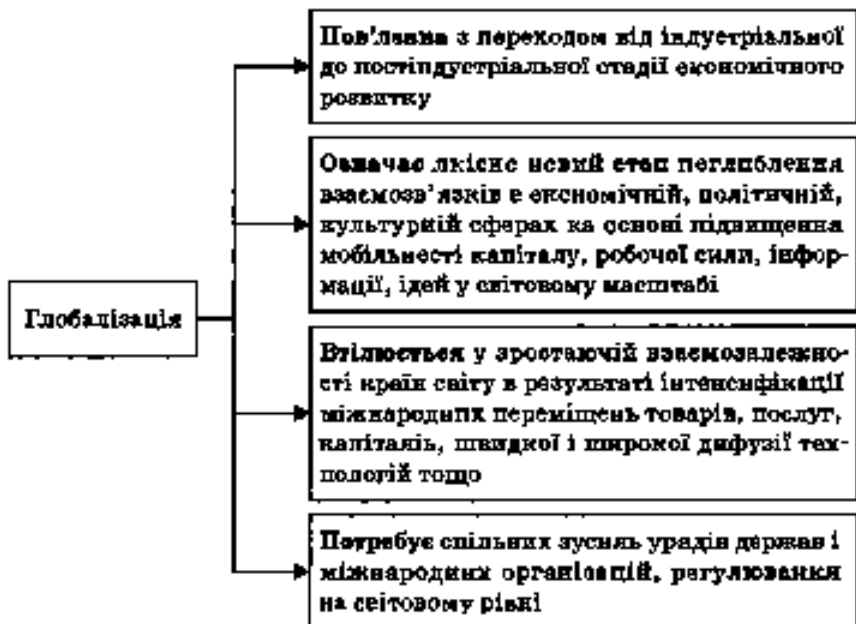 Пов'язана з переходом від індустріальної
до постіндустріальної стадії економічного
розвитку
Означає якісно новий етап поглиблення
взаємозв'язків в економічній, політичній,
культурній сферах на основі підвищення
мобільності капіталу, робочої сили, інфор-
мації, ідей у світовому масштабі
Глобалізація
Втілюється у зростаючій взаємозалежно-
сті країн світу в результаті інтенсифікації
міжнародних переміщень товарів, послуг,
капіталів, швидкої і широкої дифузії тех-
нологій тощо
Потребує спільних зусиль урядів держав і
міжнародних організацій, регулювання
на світовому рівні